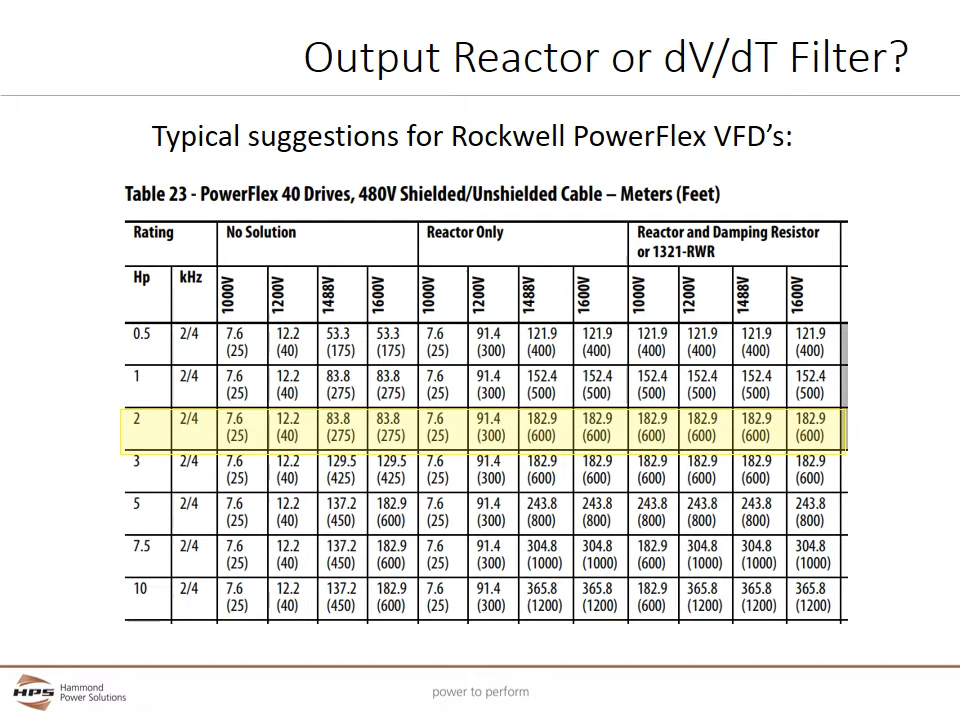 Output Reactor or dV/dT Filter?
Typical suggestions for Rockwell PowerFlex VFD's:
Table 23 - PowerFlex 40 Drives, 480V Shielded/Unshielded Cable – Meters (Feet)
Rating No Solution Reactor Only Reactor and Damping Resistor
or 1321-RWR
Hp kHz 1000V 1200V 1488V 1600V 1000V 1200V 1488V 1600V 1000V 1200V 1488V 1600V
0.5 2/4 7.6 12.2 53.3 53.3 7.6 91.4 121.9 121.9 121.9 121.9 121.9 121.9
(25) (40) (175) (175) (25) (300) (400) (400) (400) (400) (400) (400)
1 2/4 7.6 12.2 83.8 83.8 7.6 91.4 152.4 152.4 152.4 152.4 152.4 152.4
(25) (40) (275) (275) (25) (300) (500) (500) (500) (500) (500) (500)
2 2/4 7.6 12.2 83.8 83.8 7.6 91.4 182.9 182.9 182.9 182.9 182.9 182.9
(25) (40) (275) (275) (25) (300) (600) (600) (600) (600) (600) (600)
3 2/4 7.6 12.2 129.5 129.5 7.6 91.4 182.9 182.9 182.9 182.9 182.9 182.9
(25) (40) (425) (425) (25) (300) (600) (600) (600) (600) (600) (600)
5 2/4 7.6 12.2 137.2 182.9 7.6 91.4 243.8 243.8 243.8 243.8 243.8 243.8
(25) (40) (450) (600) (25) (300) (800) (800) (800) (800) (800) (800)
7.5 2/4 7.6 12.2 137.2 182.9 7.6 91.4 304.8 304.8 182.9 304.8 304.8 304.8
(25) (40) (450) (600) (25) (300) (1000) (1000) (600) (1000) (1000) (1000)
10 2/4 7.6 12.2 137.2 182.9 7.6 91.4 365.8 365.8 182.9 365.8 365.8 365.8
(25) (40) (450) (600) (25) (300) (1200) (1200) (600) (1200) (1200) (1200)
HPS Hammond
Power Solutions
power to perform